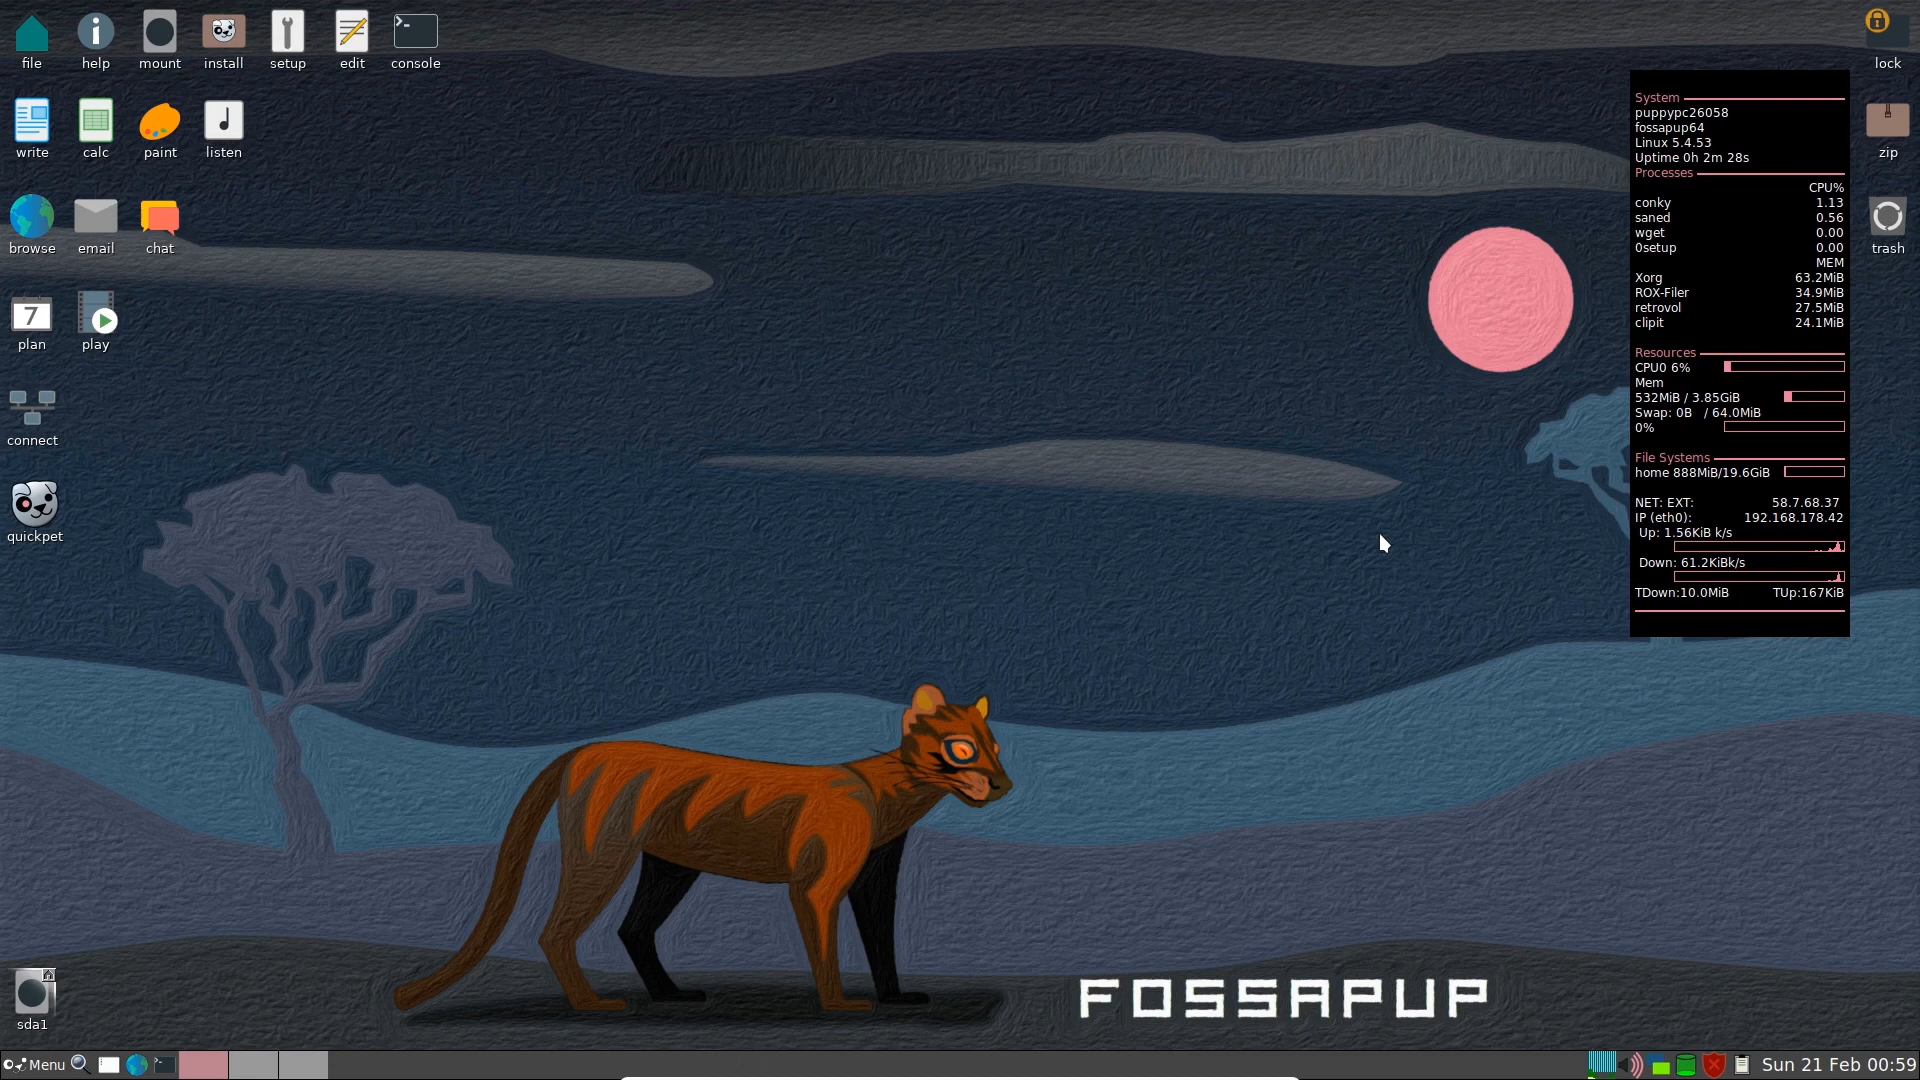 file help mount install setup edit console lock
write calc paint listen zip
browse email chat trash
plan play
7
connect
quickpet
sda1
System
puppypc26058
fossapup64
Linux 5.4.53
Uptime 0h 2m 28s
Processes
CPU%
conky 1.13
saned 0.56
wget 0.00
0setup 0.00
MEM
Xorg 63.2MiB
ROX-Filer 34.9MiB
retrovol 27.5MiB
clipit 24.1MiB
Resources
CPU0 6%
Mem
532MiB / 3.85GiB
Swap: 0B / 64.0MiB
0%
File Systems
home 888MiB/19.6GiB
NET: EXT: 58.7.68.37
IP (eth0): 192.168.178.42
Up: 1.56KiB k/s
Down: 61.2KiBk/s
TDown:10.0MiB TUp:167KiB
FOSSAPUP
Menu Sun 21 Feb 00:59